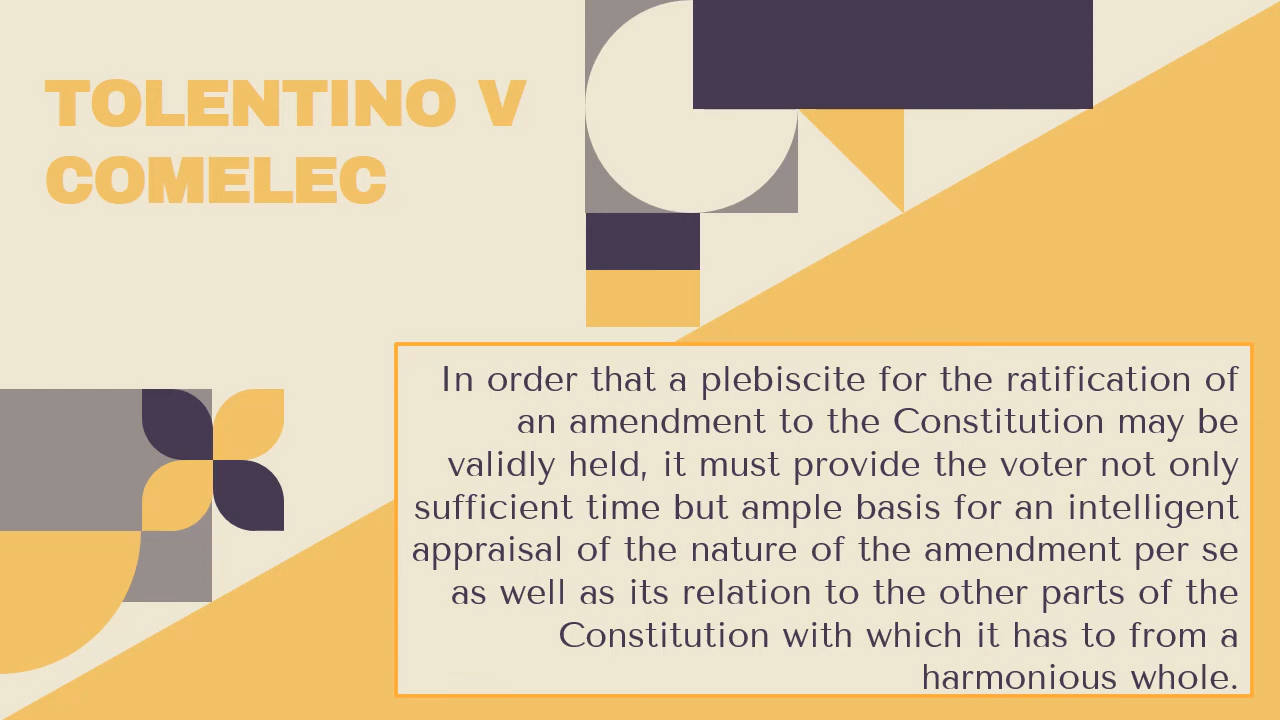 TOLENTINO V
COMELEC
In order that a plebiscite for the ratification of
an amendment to the Constitution may be
validly held, it must provide the voter not only
sufficient time but ample basis for an intelligent
appraisal of the nature of the amendment per se
as well as its relation to the other parts of the
Constitution with which it has to from a
harmonious whole.